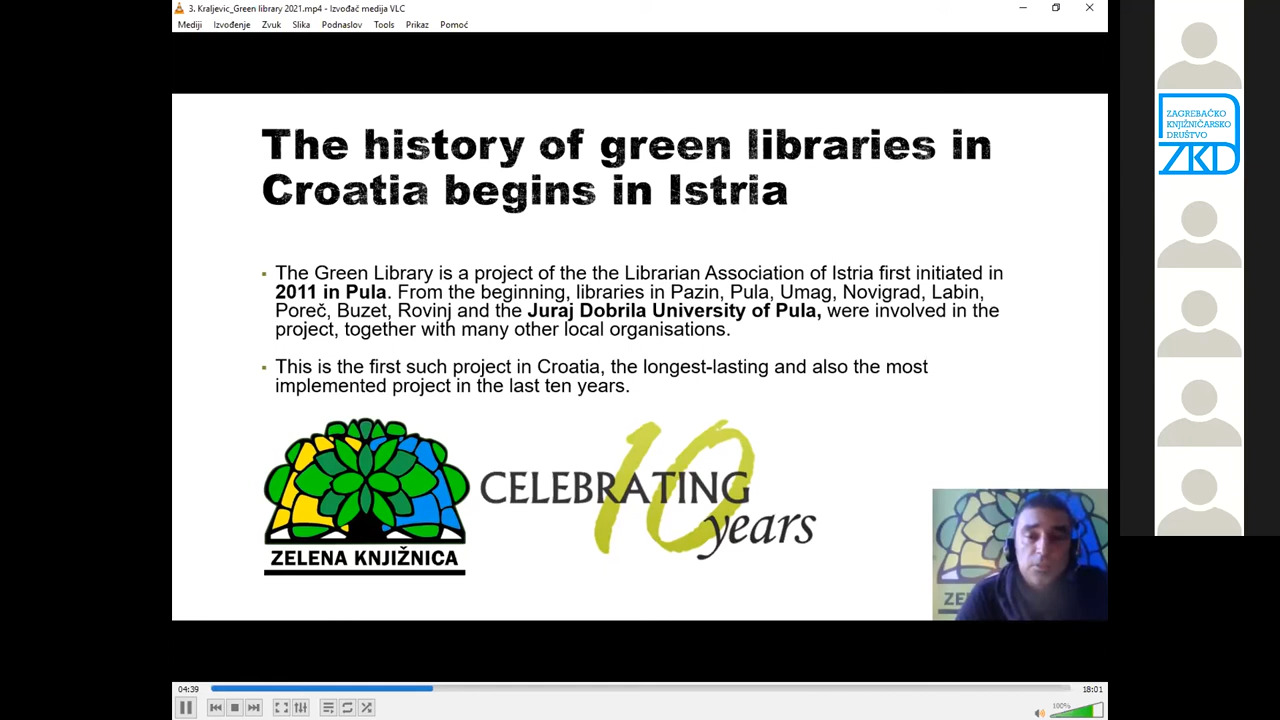 3. Kraljevic_Green library 2021.mp4 - Izvođač medija VLC
Mediji Izvođenje Zvuk Slika Podnaslov Tools Prikaz Pomoć
The history of green libraries in
Croatia begins in Istria
▪ The Green Library is a project of the the Librarian Association of Istria first initiated in
2011 in Pula. From the beginning, libraries in Pazin, Pula, Umag, Novigrad, Labin,
Poreč, Buzet, Rovinj and the Juraj Dobrila University of Pula, were involved in the
project, together with many other local organisations.
▪ This is the first such project in Croatia, the longest-lasting and also the most
implemented project in the last ten years.
ZELENA KNJIŽNICA
CELEBRATING
10
years
ZE
04:39
18:01
100%
ZAGREBAČKO
KNJIŽNIČARSKO
DRUŠTVO
ZKD